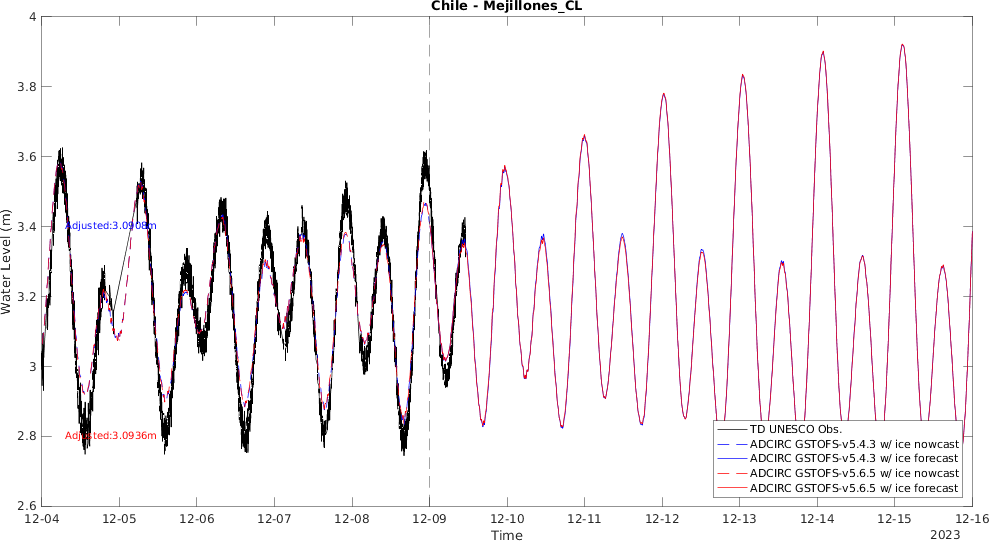 Chile - Mejillones_CL
4
3.8
3.6
3.4
3.2
3
2.8
2.6
Water Level (m)
Adjusted:3.0908m
Adjusted:3.0936m
TD UNESCO Obs.
ADCIRC GSTOFS-v5.4.3 w/ ice nowcast
ADCIRC GSTOFS-v5.4.3 w/ ice forecast
ADCIRC GSTOFS-v5.6.5 w/ ice nowcast
ADCIRC GSTOFS-v5.6.5 w/ ice forecast
12-04 12-05 12-06 12-07 12-08 12-09 12-10 12-11 12-12 12-13 12-14 12-15 12-16
Time
2023